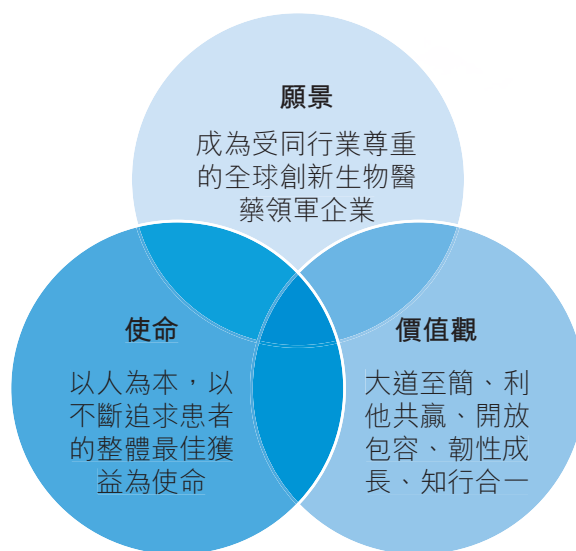 願景
成為受同行業尊重
的全球創新生物醫
藥領軍企業
使命
以人為本，以
不斷追求患者
的整體最佳獲
益為使命
價值觀
大道至簡、利
他共贏、開放
包容、韌性成
長、知行合一